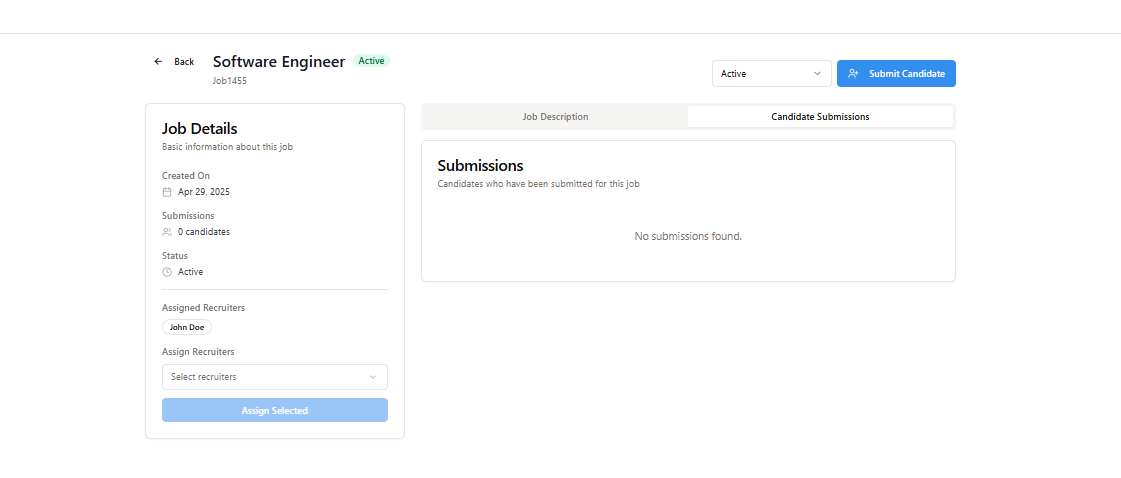 Back
Software Engineer
Active
Job1455
Active
Submit Candidate
Job Details
Basic information about this job
Created On
Apr 29, 2025
Submissions
0 candidates
Status
Active
Assigned Recruiters
John Doe
Assign Recruiters
Select recruiters
Assign Selected
Job Description
Candidate Submissions
Submissions
Candidates who have been submitted for this job
No submissions found.